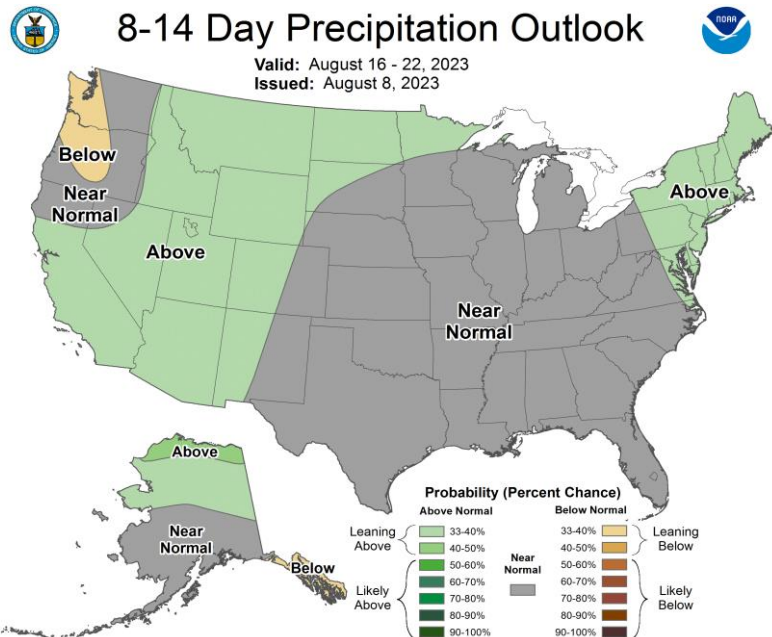 8-14 Day Precipitation Outlook
NOAA
Valid: August 16 - 22, 2023
Issued: August 8, 2023
Below
Near
Normal
Above
Above
Near
Normal
Above
Near
Normal
Below
Probability (Percent Chance)
Above Normal
Below Normal
Leaning
Above
33-40%
40-50%
Likely
Above
50-60%
60-70%
70-80%
80-90%
90-100%
Near
Normal
33-40%
40-50%
Leaning
Below
50-60%
60-70%
70-80%
80-90%
90-100%
Likely
Below